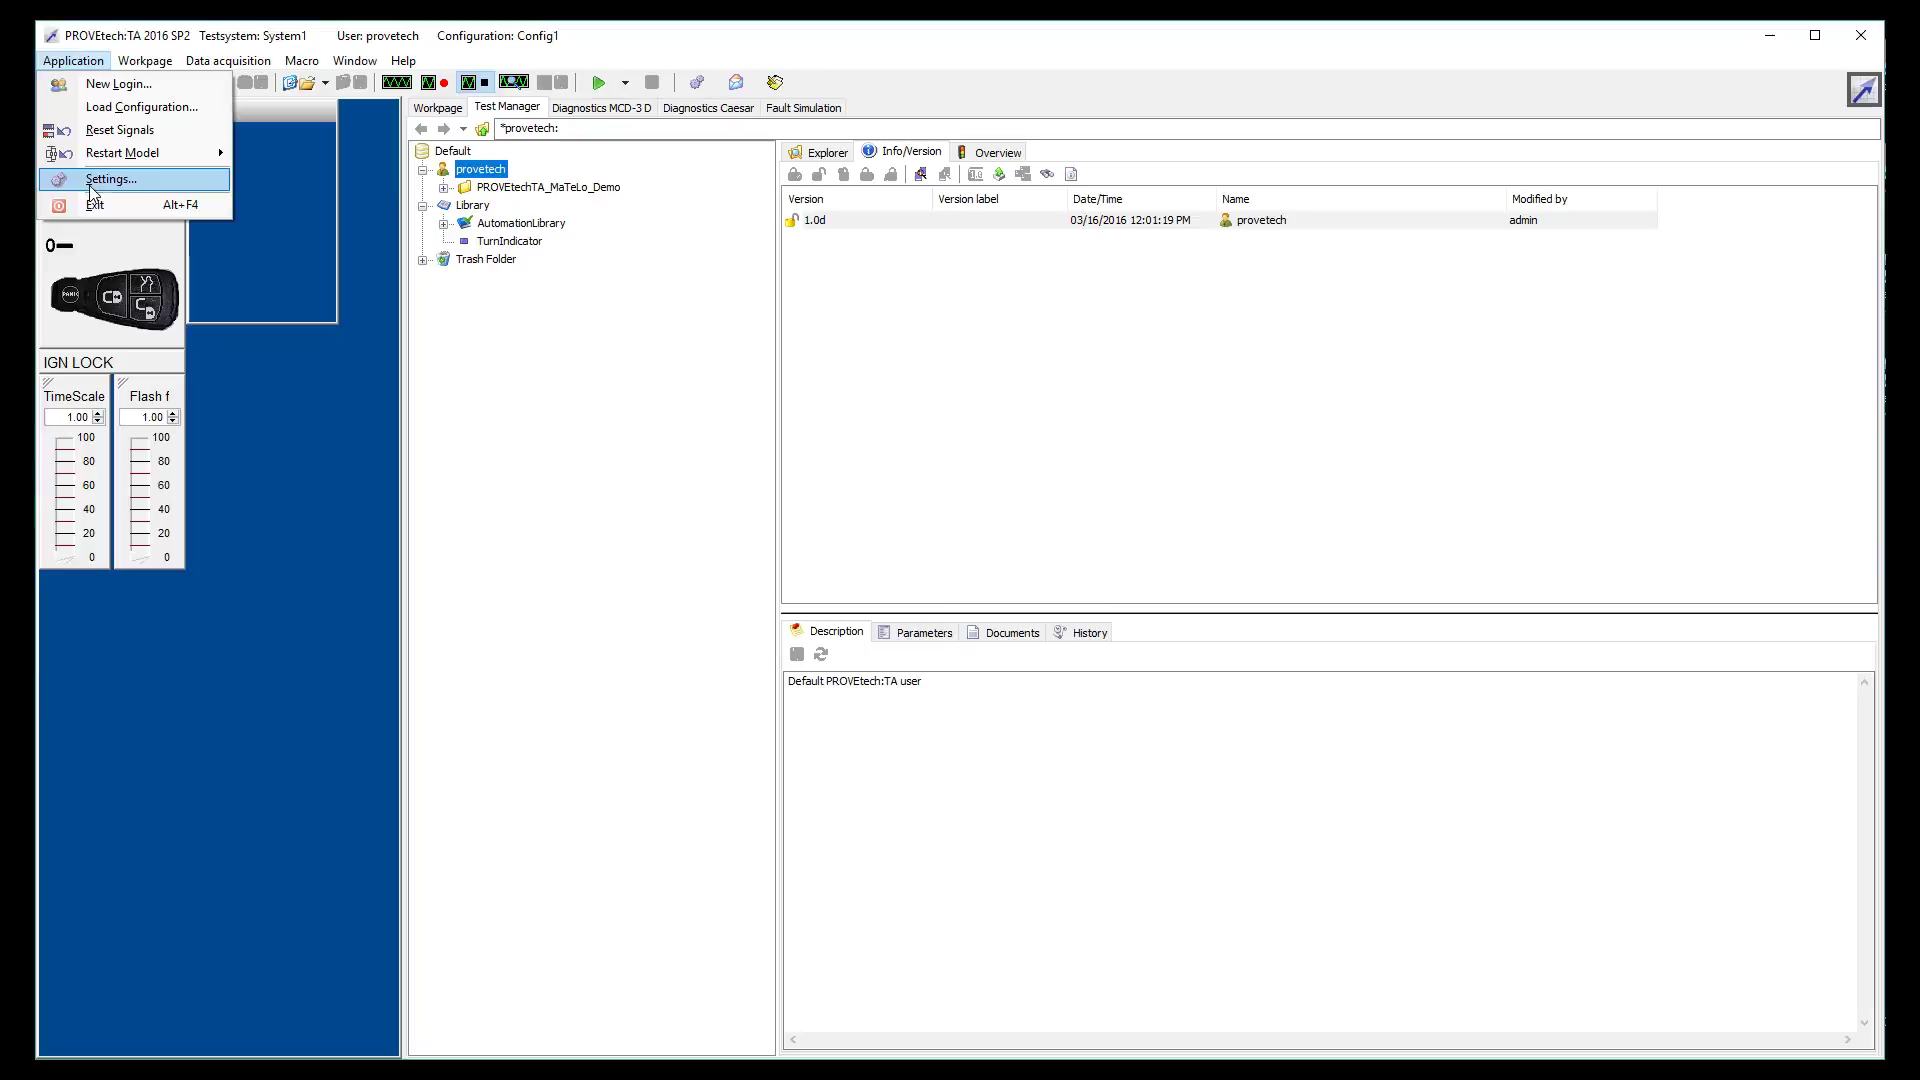 PROVEtech:TA 2016 SP2 Testsystem: System1 User: provetech Configuration: Config1
Application Workpage Data acquisition Macro Window Help
New Login...
Load Configuration...
Reset Signals
Restart Model
Settings...
Exit Alt+F4
Workpage Test Manager Diagnostics MCD-3 D Diagnostics Caesar Fault Simulation
*provetech:
Default
provetech
PROVEtechTA_MaTeLo_Demo
Library
AutomationLibrary
TurnIndicator
Trash Folder
Explorer Info/Version Overview
Version Version label Date/Time Name Modified by
1.0d 03/16/2016 12:01:19 PM provetech admin
0
PANIC
IGN LOCK
TimeScale Flash f
1.00 1.00
100 100
80 80
60 60
40 40
20 20
0 0
Description Parameters Documents History
Default PROVEtech:TA user